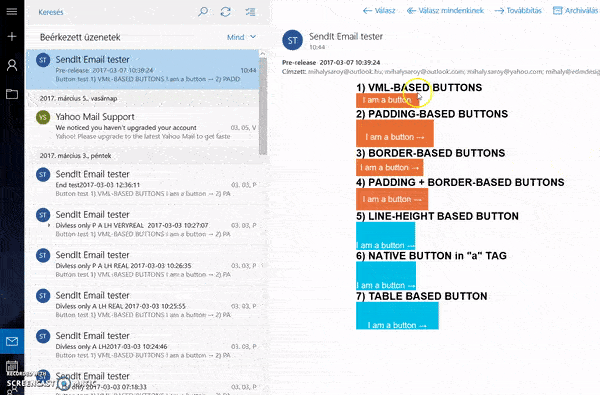 Keresés
Beérkezett üzenetek
Mind
ST
SendIt Email tester
Pre-release 2017-03-07 10:39:24
10:44
Button test 1) VML-BASED BUTTONS I am a button → 2) PADD
2017. március 5., vasárnap
YS
Yahoo Mail Support
We noticed you haven't upgraded your account
03. 05, V
Yahoo! Please upgrade to the latest Yahoo Mail to get faste
2017. március 3., péntek
ST
SendIt Email tester
End test2017-03-03 12:36:11
03. 03, P
Button test 1) VML-BASED BUTTONS I am a button → 2) PA
ST
SendIt Email tester
Divless only P A LH VERYREAL 2017-03-03 10:27:07
03. 03, P
Button test 1) VML-BASED BUTTONS I am a button → 2) PA
ST
SendIt Email tester
Divless only P A LH REAL 2017-03-03 10:26:35
03. 03, P
Button test 1) VML-BASED BUTTONS I am a button → 2) PA
ST
SendIt Email tester
Divless only P A LH REAL 2017-03-03 10:25:55
03. 03, P
Button test 1) VML-BASED BUTTONS I am a button → 2) PA
ST
SendIt Email tester
Divless only P A LH2017-03-03 10:24:46
03. 03, P
Button test 1) VML-BASED BUTTONS I am a button → 2) PA
SendIt Email tester
only 2017-03-03 07:18:33
03. 03, P
Button test 1) VML-BASED BUTTONS I am a button → 2) PA
RECORDED WITH
SCREENCAST MATIC
Válasz
Válasz mindenkinek
Továbbítás
Archiválás
ST
SendIt Email tester
10:44
Pre-release 2017-03-07 10:39:24
Címzett: mihalysaroy@outlook.hu; mihalysaroy@outlook.com; mihaly.saroy@yahoo.com;
1) VML-BASED BUTTONS
I am a button
2) PADDING-BASED BUTTONS
I am a button →
3) BORDER-BASED BUTTONS
I am a button →
4) PADDING + BORDER-BASED BUTTONS
I am a button →
5) LINE-HEIGHT BASED BUTTON
I am a button →
6) NATIVE BUTTON in "a" TAG
I am a button →
7) TABLE BASED BUTTON
I am a button →